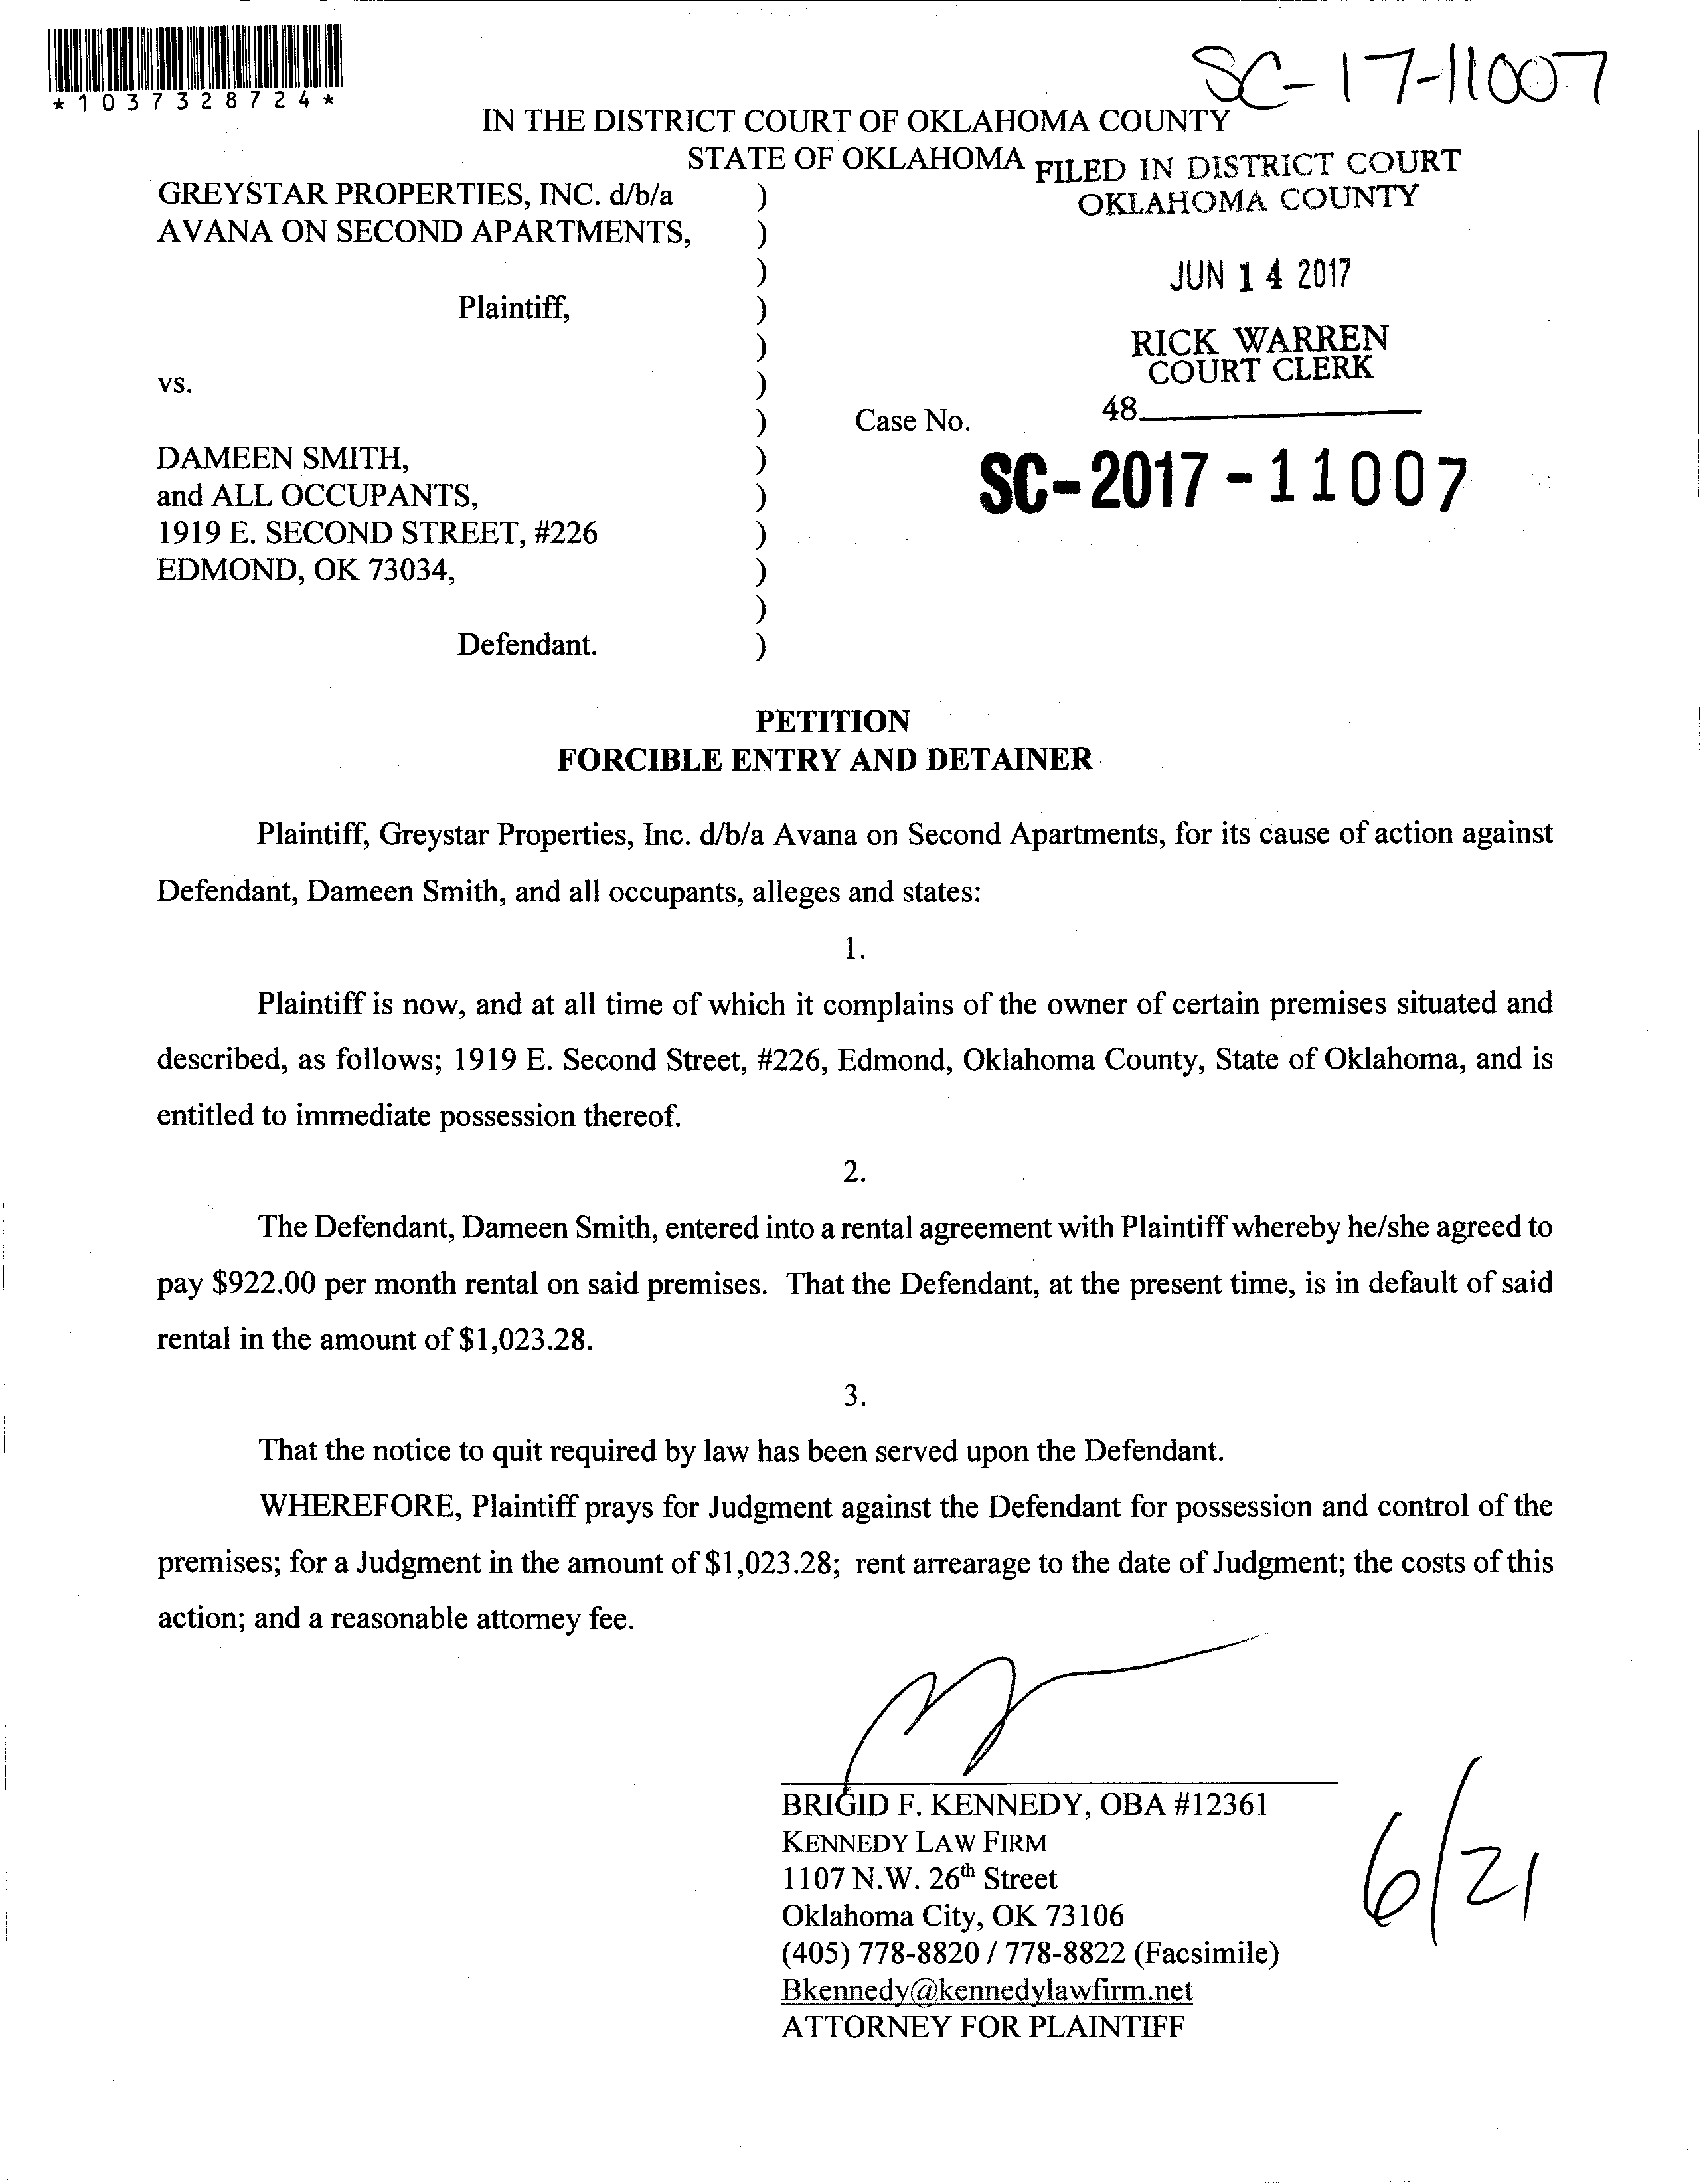 SC-17-11007
*1037328724*
IN THE DISTRICT COURT OF OKLAHOMA COUNTY
STATE OF OKLAHOMA
FILED IN DISTRICT COURT
OKLAHOMA COUNTY
JUN 14 2017
RICK WARREN
COURT CLERK
48
GREYSTAR PROPERTIES, INC. d/b/a )
AVANA ON SECOND APARTMENTS, )
)
Plaintiff, )
)
vs. )
) Case No.
SC-2017-11007
DAMEEN SMITH, )
and ALL OCCUPANTS, )
1919 E. SECOND STREET, #226 )
EDMOND, OK 73034, )
)
Defendant. )
PETITION
FORCIBLE ENTRY AND DETAINER
Plaintiff, Greystar Properties, Inc. d/b/a Avana on Second Apartments, for its cause of action against
Defendant, Dameen Smith, and all occupants, alleges and states:
1.
Plaintiff is now, and at all time of which it complains of the owner of certain premises situated and
described, as follows; 1919 E. Second Street, #226, Edmond, Oklahoma County, State of Oklahoma, and is
entitled to immediate possession thereof.
2.
The Defendant, Dameen Smith, entered into a rental agreement with Plaintiff whereby he/she agreed to
pay $922.00 per month rental on said premises. That the Defendant, at the present time, is in default of said
rental in the amount of $1,023.28.
3.
That the notice to quit required by law has been served upon the Defendant.
WHEREFORE, Plaintiff prays for Judgment against the Defendant for possession and control of the
premises; for a Judgment in the amount of $1,023.28; rent arrearage to the date of Judgment; the costs of this
action; and a reasonable attorney fee.
BRIGID F. KENNEDY, OBA #12361
KENNEDY LAW FIRM
1107 N.W. 26th Street
Oklahoma City, OK 73106
(405) 778-8820 / 778-8822 (Facsimile)
Bkennedy@kennedylawfirm.net
ATTORNEY FOR PLAINTIFF
6/21